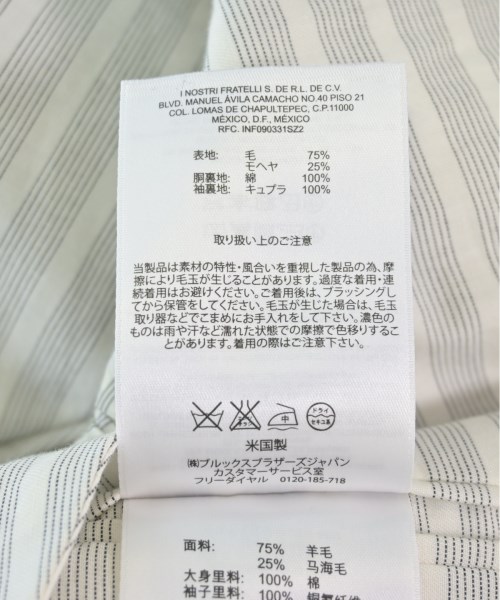 I NOSTRI FRATELLI S. DE R.L. DE C.V.
BLVD. MANUEL ÁVILA CAMACHO NO.40 PISO 21
COL. LOMAS DE CHAPULTEPEC, C.P.11000
MÉXICO, D.F., MÉXICO
RFC. INF090331SZ2
表地: 毛 75%
モヘヤ 25%
胴裏地: 綿 100%
袖裏地: キュプラ 100%
取り扱い上のご注意
当製品は素材の特性・風合いを重視した製品の為、摩
擦により毛玉が生じることがあります。過度な着用・連
続着用はお避けください。ご着用後は、ブラッシングし
てから保管をしてください。毛玉が生じた場合は、毛玉
取り器などでこまめにお手入れをして下さい。濃色の
ものは雨や汗など濡れた状態での摩擦で色移りするこ
とがあります。着用の際はご注意下さい。
中 ドライ セキユ系
米国製
㈱ブルックスブラザーズジャパン
カスタマーサービス室
フリーダイヤル 0120-185-718
面料: 75% 羊毛
25% 马海毛
大身里料: 100% 棉
袖子里料: 100%